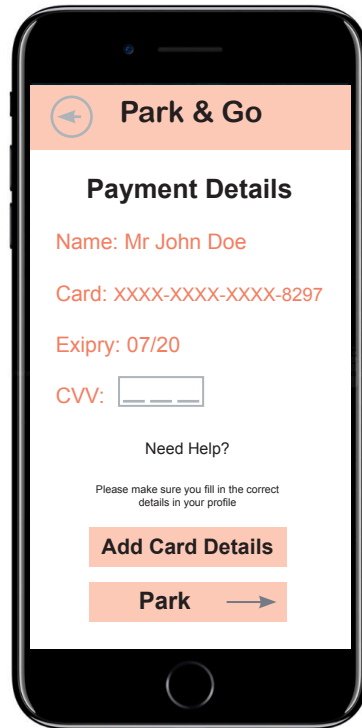 Park & Go
Payment Details
Name: Mr John Doe
Card: XXXX-XXXX-XXXX-8297
Exipry: 07/20
CVV: _ _ _
Need Help?
Please make sure you fill in the correct
details in your profile
Add Card Details
Park